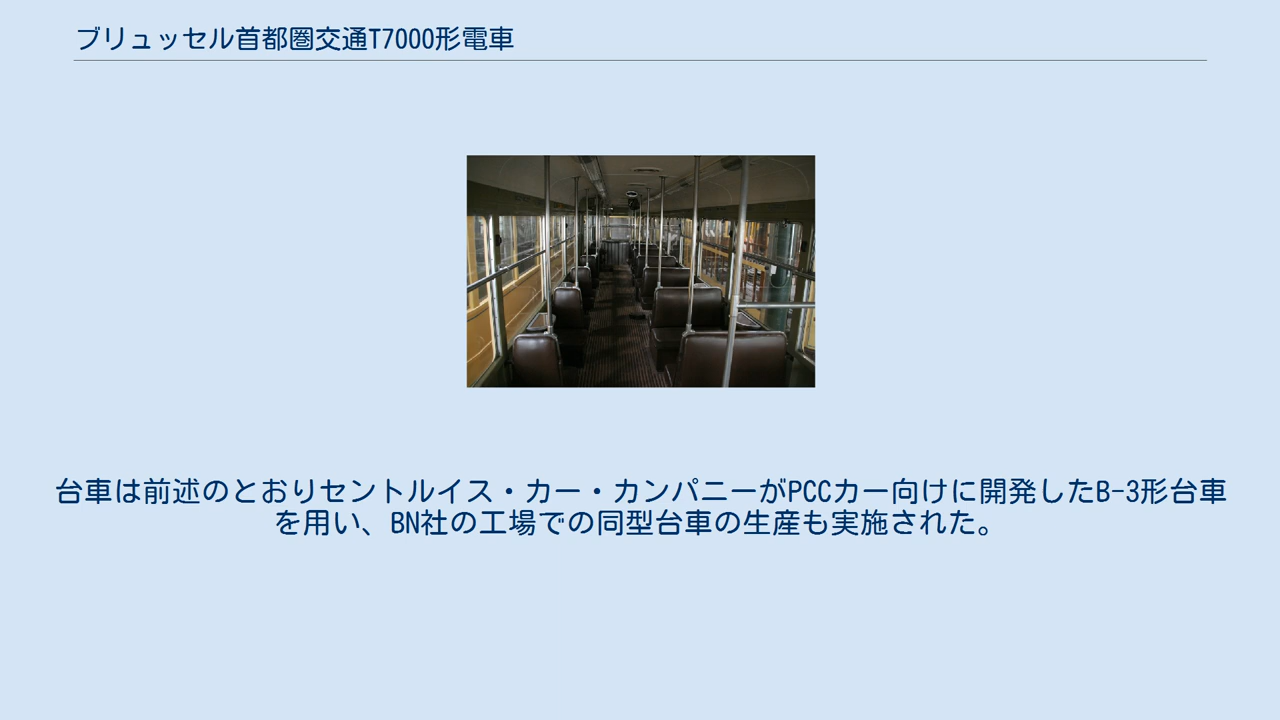 ブリュッセル首都圏交通T7000形電車
台車は前述のとおりセントルイス・カー・カンパニーがPCCカー向けに開発したB-3形台車
を用い、BN社の工場での同型台車の生産も実施された。